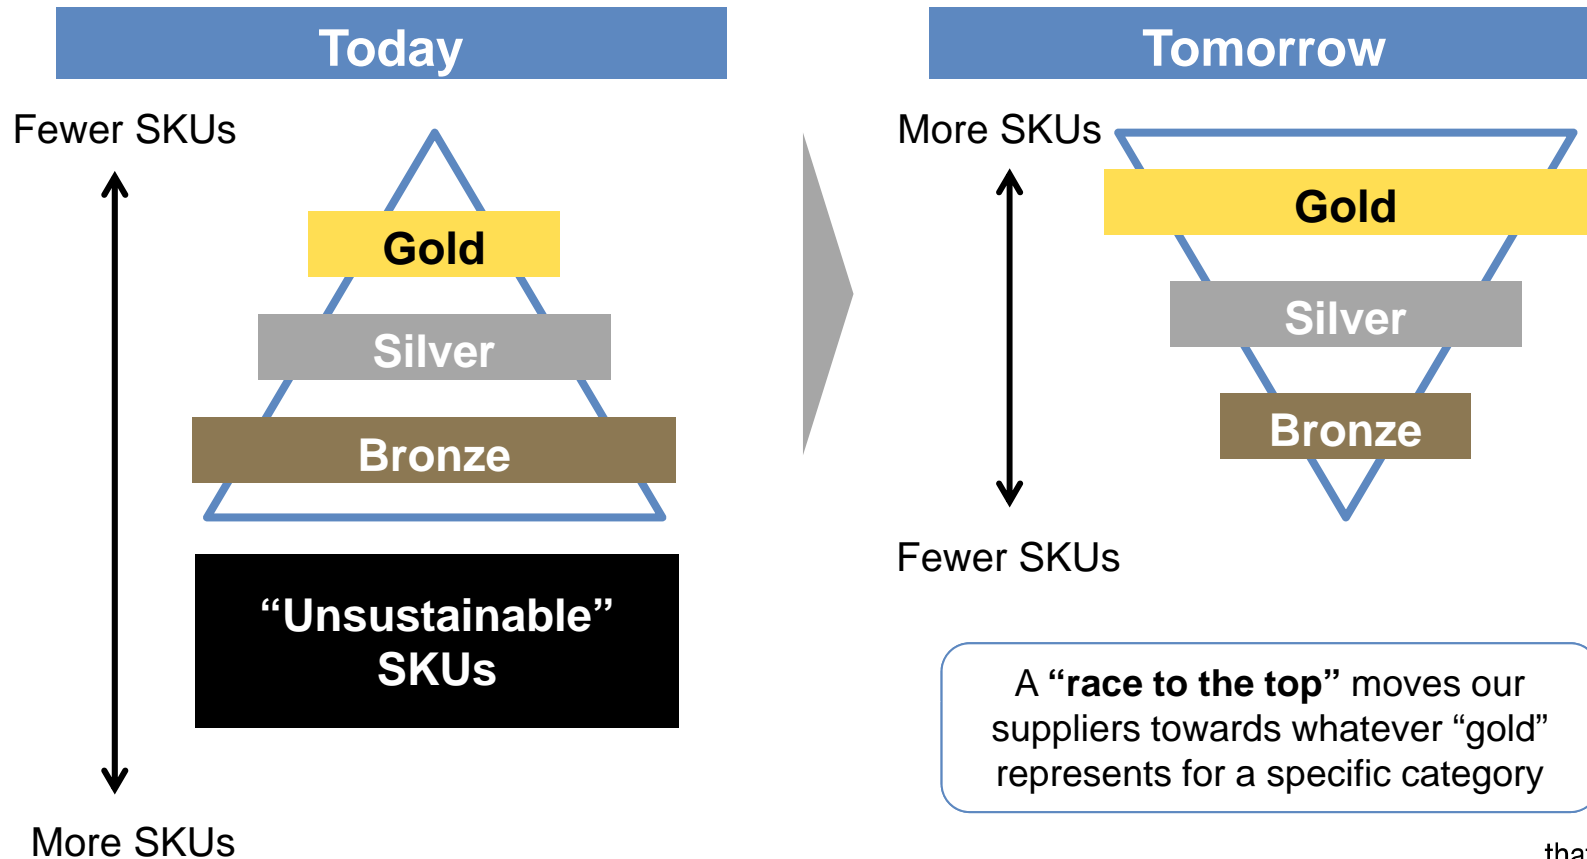 Today
Fewer SKUs
Gold
Silver
Bronze
“Unsustainable”
SKUs
More SKUs
Tomorrow
More SKUs
Gold
Silver
Bronze
Fewer SKUs
A “race to the top” moves our
suppliers towards whatever “gold”
represents for a specific category
that